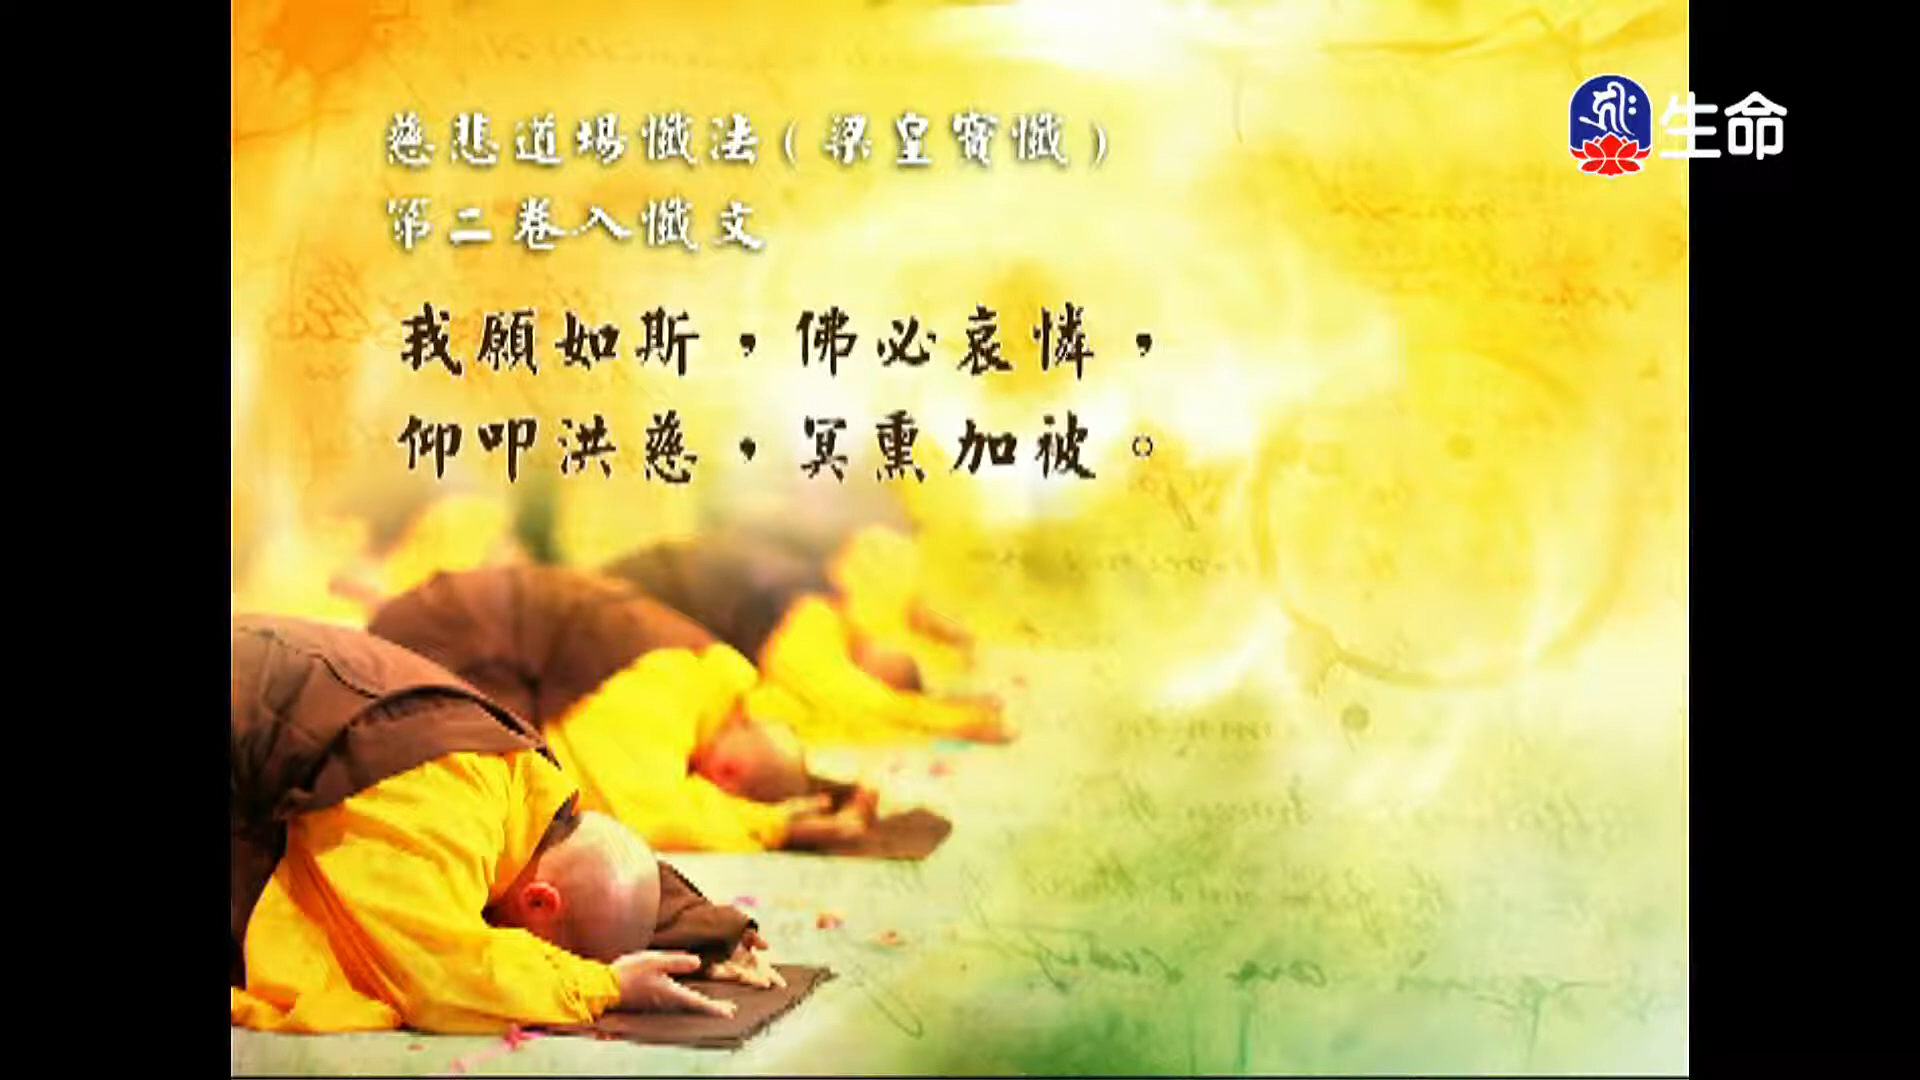 慈悲道場懺法(梁皇寶懺)
第二卷入懺文
我願如斯，佛必哀憐，
仰叩洪慈，冥熏加被。
生命